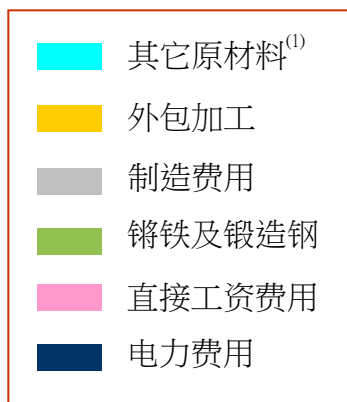 其它原材料(1)
外包加工
制造费用
锵铁及锻造钢
直接工资费用
电力费用